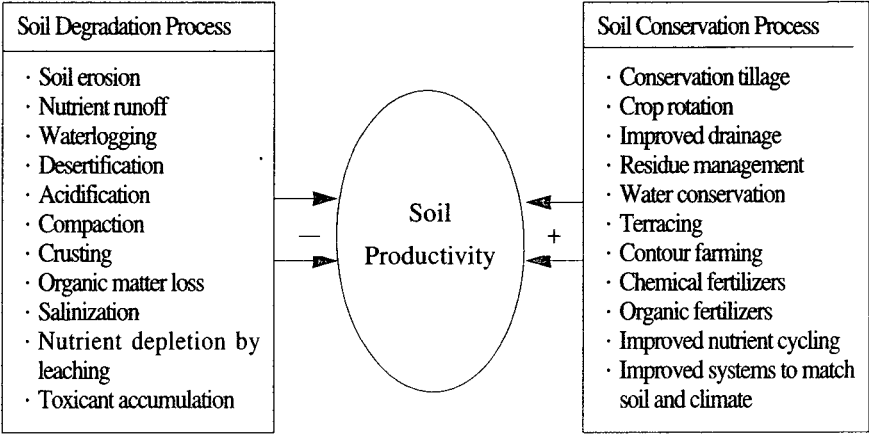 Soil Degradation Process
· Soil erosion
· Nutrient runoff
· Waterlogging
· Desertification
· Acidification
· Compaction
· Crusting
· Organic matter loss
· Salinization
· Nutrient depletion by
leaching
· Toxicant accumulation
—
Soil
Productivity
+
Soil Conservation Process
· Conservation tillage
· Crop rotation
· Improved drainage
· Residue management
· Water conservation
· Terracing
· Contour farming
· Chemical fertilizers
· Organic fertilizers
· Improved nutrient cycling
· Improved systems to match
soil and climate